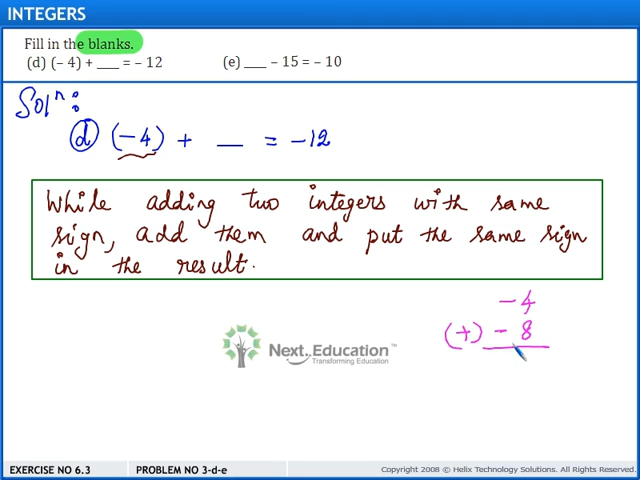 INTEGERS
Fill in the blanks.
(d) (– 4) + ___ = – 12 (e) ___ – 15 = – 10
Solⁿ:
d (-4) + __ = -12
While adding two integers with same
sign, add them and put the same sign
in the result.
-4
(+) - 8
Next Education
Transforming Education
EXERCISE NO 6.3 PROBLEM NO 3-d-e Copyright 2008 © Helix Technology Solutions. All Rights Reserved.